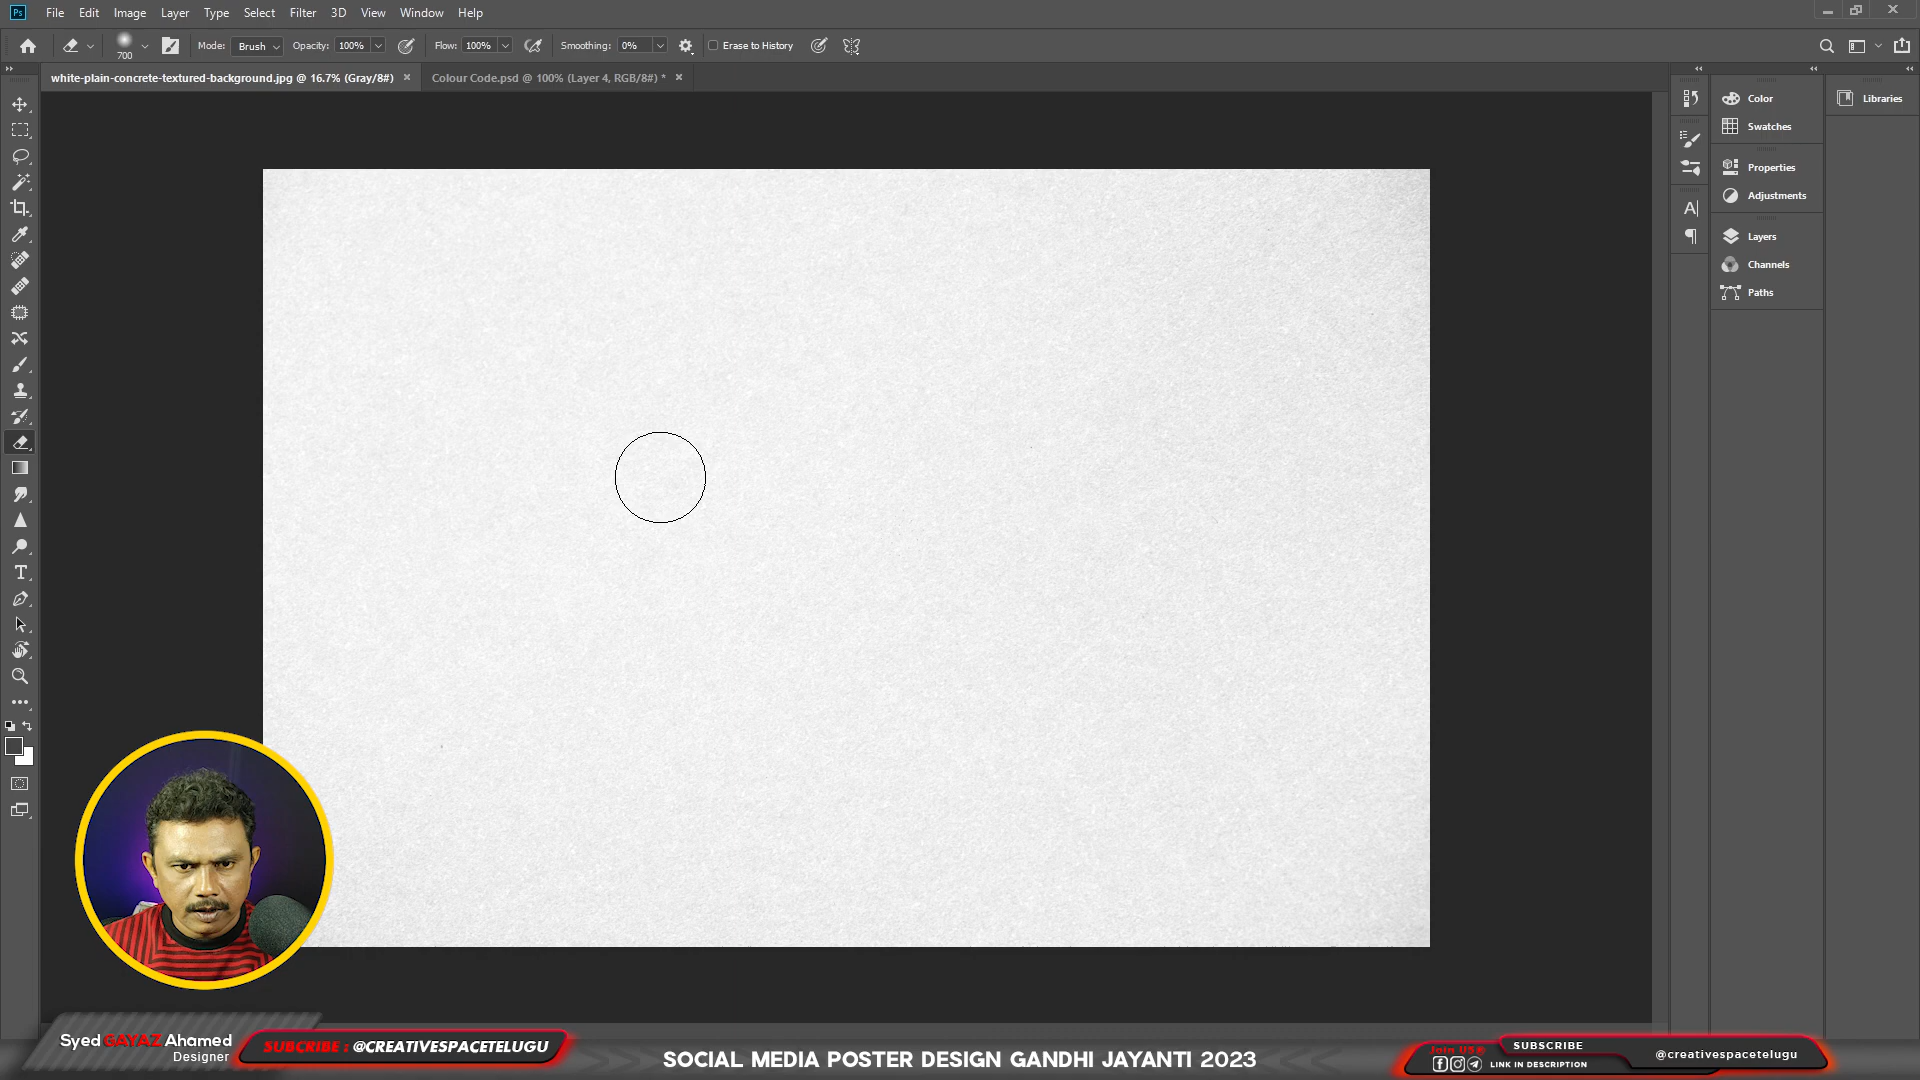 Ps File Edit Image Layer Type Select Filter 3D View Window Help
700 Mode: Brush Opacity: 100% Flow: 100% Smoothing: 0% Erase to History
white-plain-concrete-textured-background.jpg @ 16.7% (Gray/8#) × Colour Code.psd @ 100% (Layer 4, RGB/8#) * ×
Color
Swatches
Properties
Adjustments
Layers
Channels
Paths
Libraries
Syed GAYAZ Ahamed
Designer
SUBCRIBE : @CREATIVESPACETELUGU
SOCIAL MEDIA POSTER DESIGN GANDHI JAYANTI 2023
Join US@
SUBSCRIBE
LINK IN DESCRIPTION
@creativespacetelugu